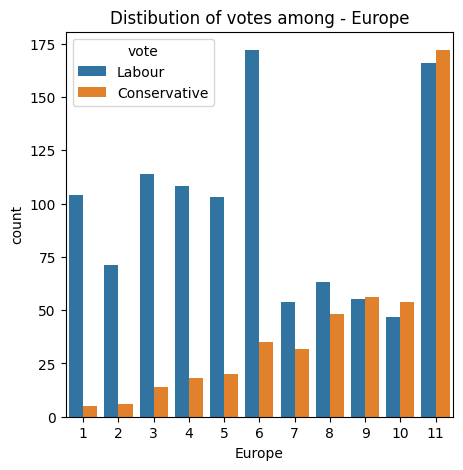 Distibution of votes among - Europe
vote
Labour
Conservative
count
175
150
125
100
75
50
25
0
1 2 3 4 5 6 7 8 9 10 11
Europe